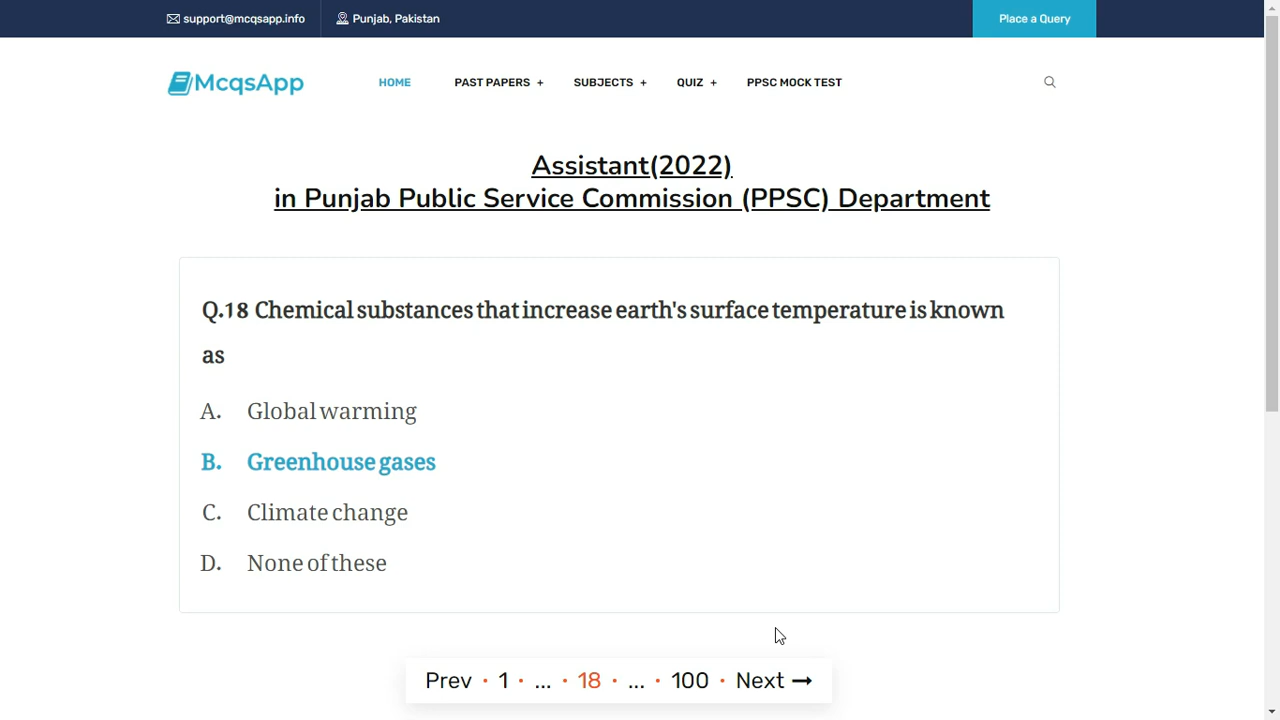 support@mcqsapp.info Punjab, Pakistan Place a Query
McqsApp HOME PAST PAPERS + SUBJECTS + QUIZ + PPSC MOCK TEST
Assistant(2022)
in Punjab Public Service Commission (PPSC) Department
Q.18 Chemical substances that increase earth's surface temperature is known
as
A. Global warming
B. Greenhouse gases
C. Climate change
D. None of these
Prev • 1 • ... • 18 • ... • 100 • Next →